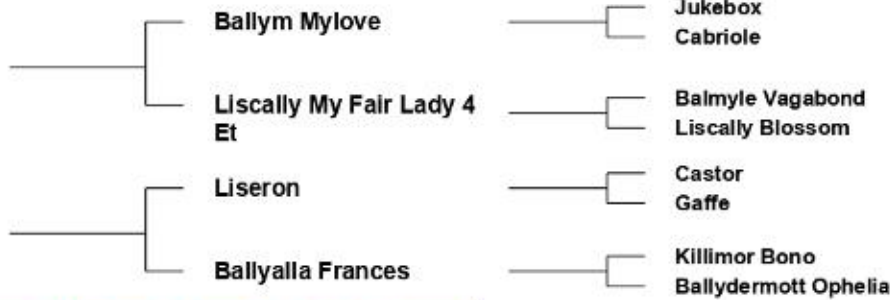 Jukebox
Ballym Mylove
Cabriole
Balmyle Vagabond
Liscally My Fair Lady 4
Et
Liscally Blossom
Castor
Liseron
Gaffe
Killimor Bono
Ballyalla Frances
Ballydermott Ophelia